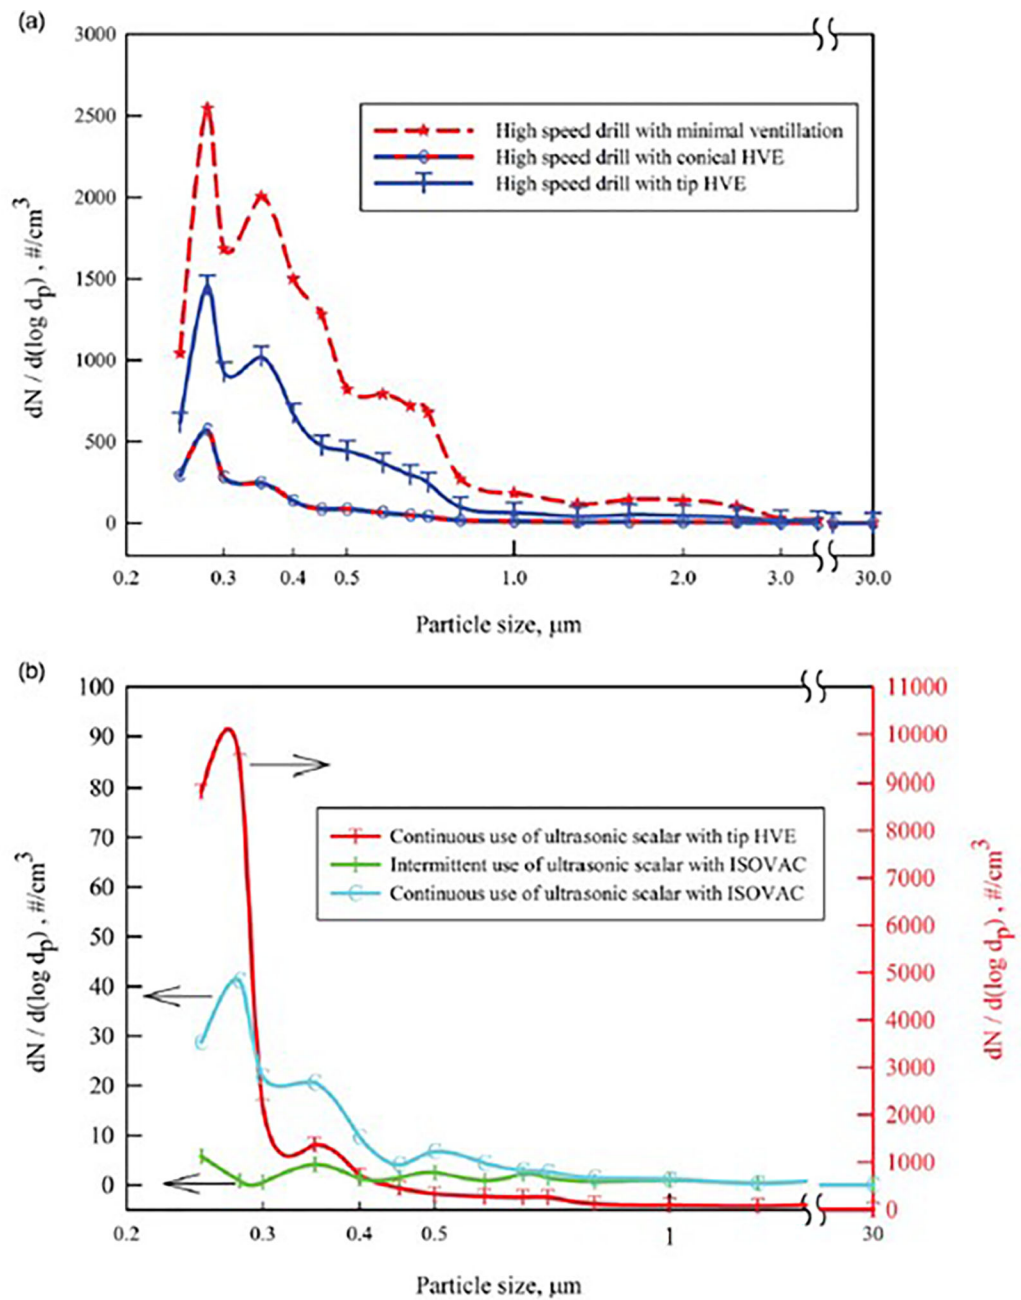 (a)
3000
2500
2000
1500
1000
500
0
dN / d(log dp) , #/cm3
High speed drill with minimal ventillation
High speed drill with conical HVE
High speed drill with tip HVE
0.2 0.3 0.4 0.5 1.0 2.0 3.0 30.0
Particle size, μm
(b)
100
90
80
70
60
50
40
30
20
10
0
dN / d(log dp) , #/cm3
Continuous use of ultrasonic scalar with tip HVE
Intermittent use of ultrasonic scalar with ISOVAC
Continuous use of ultrasonic scalar with ISOVAC
11000
10000
9000
8000
7000
6000
5000
4000
3000
2000
1000
0
dN / d(log dp) , #/cm3
0.2 0.3 0.4 0.5 1 30
Particle size, μm